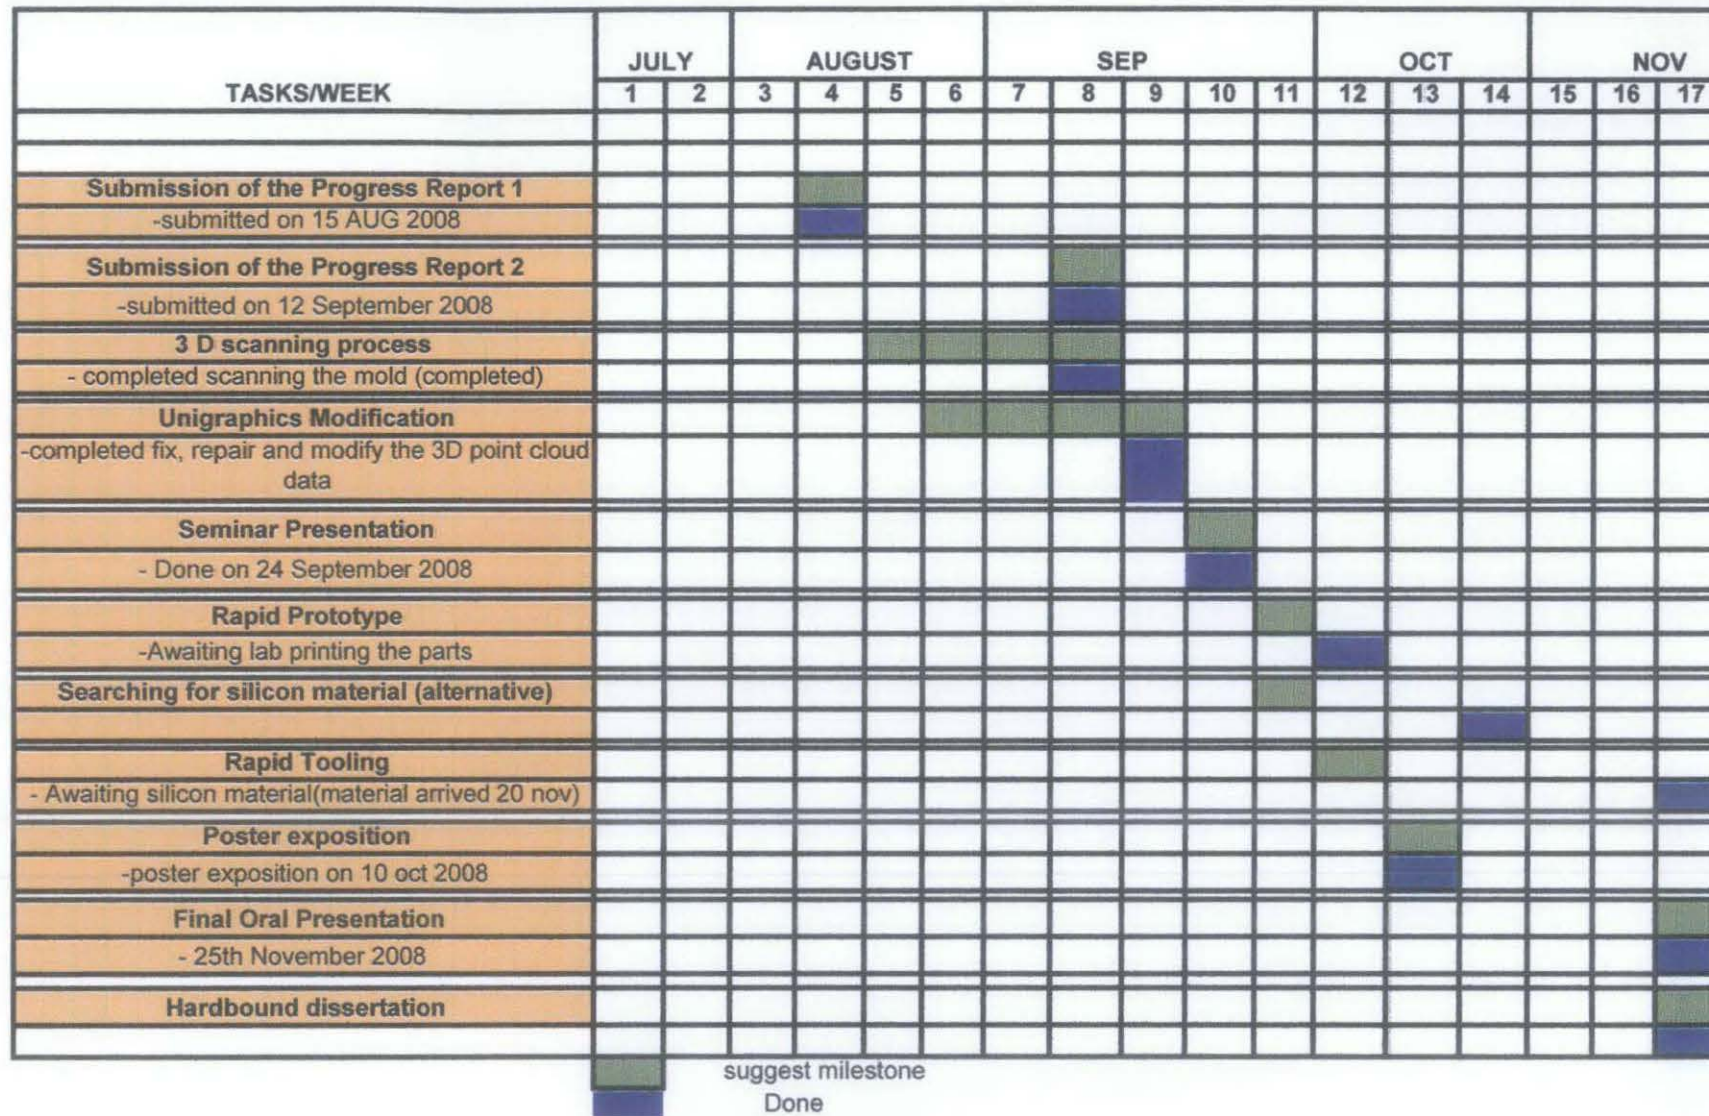 JULY AUGUST SEP OCT NOV
TASKS/WEEK 1 2 3 4 5 6 7 8 9 10 11 12 13 14 15 16 17
Submission of the Progress Report 1
-submitted on 15 AUG 2008
Submission of the Progress Report 2
-submitted on 12 September 2008
3 D scanning process
- completed scanning the mold (completed)
Unigraphics Modification
-completed fix, repair and modify the 3D point cloud
data
Seminar Presentation
- Done on 24 September 2008
Rapid Prototype
-Awaiting lab printing the parts
Searching for silicon material (alternative)
Rapid Tooling
- Awaiting silicon material(material arrived 20 nov)
Poster exposition
-poster exposition on 10 oct 2008
Final Oral Presentation
- 25th November 2008
Hardbound dissertation
suggest milestone
Done